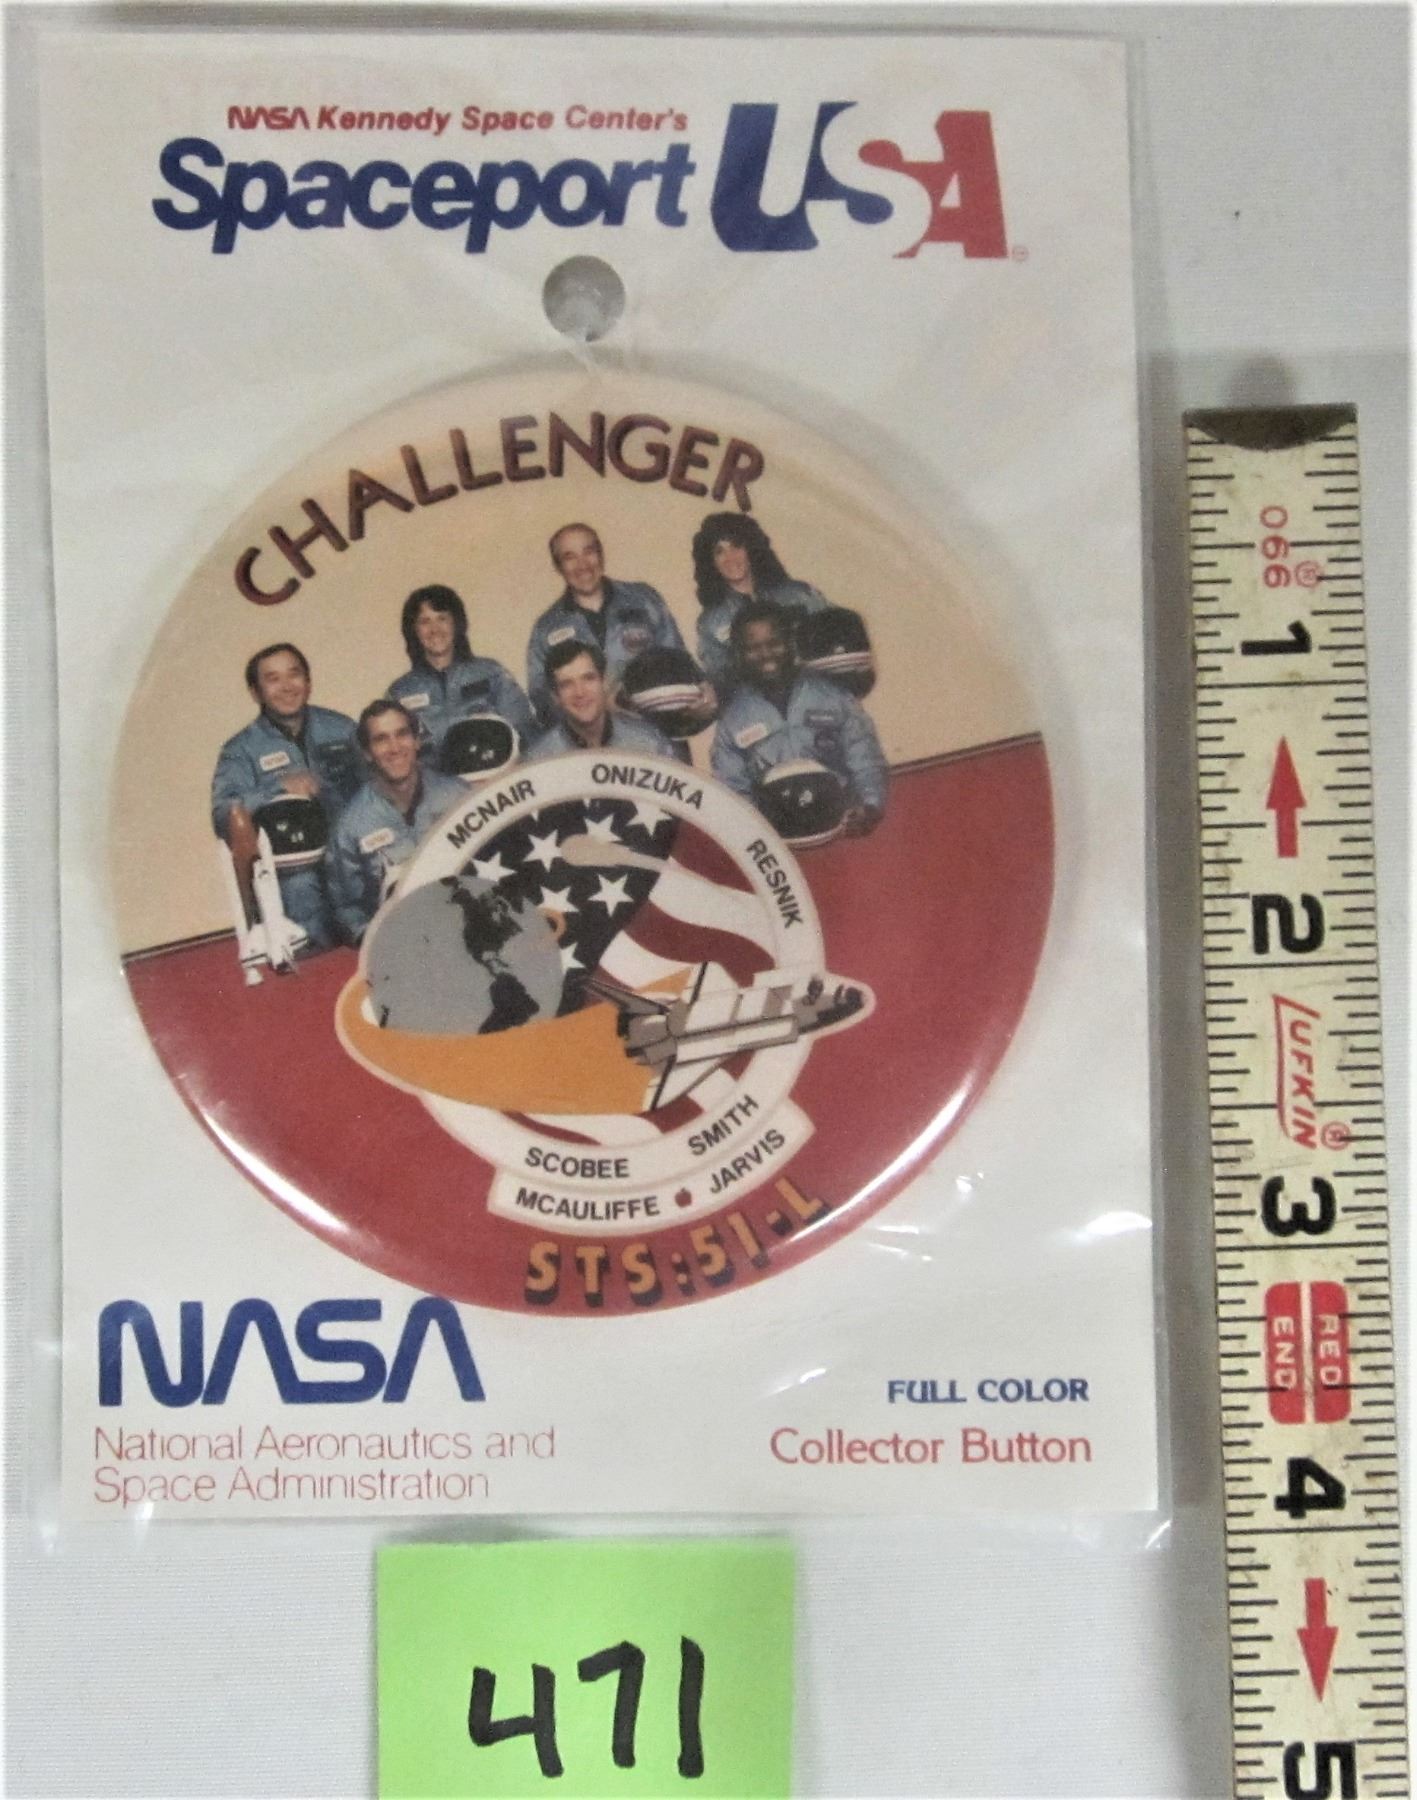 NASA Kennedy Space Center's
Spaceport USA
CHALLENGER
MCNAIR ONIZUKA RESNIK
SCOBEE SMITH
MCAULIFFE JARVIS
STS:51-L
NASA
National Aeronautics and
Space Administration
FULL COLOR
Collector Button
471
066
1
2
LUFKIN
3
RED
END
4
5